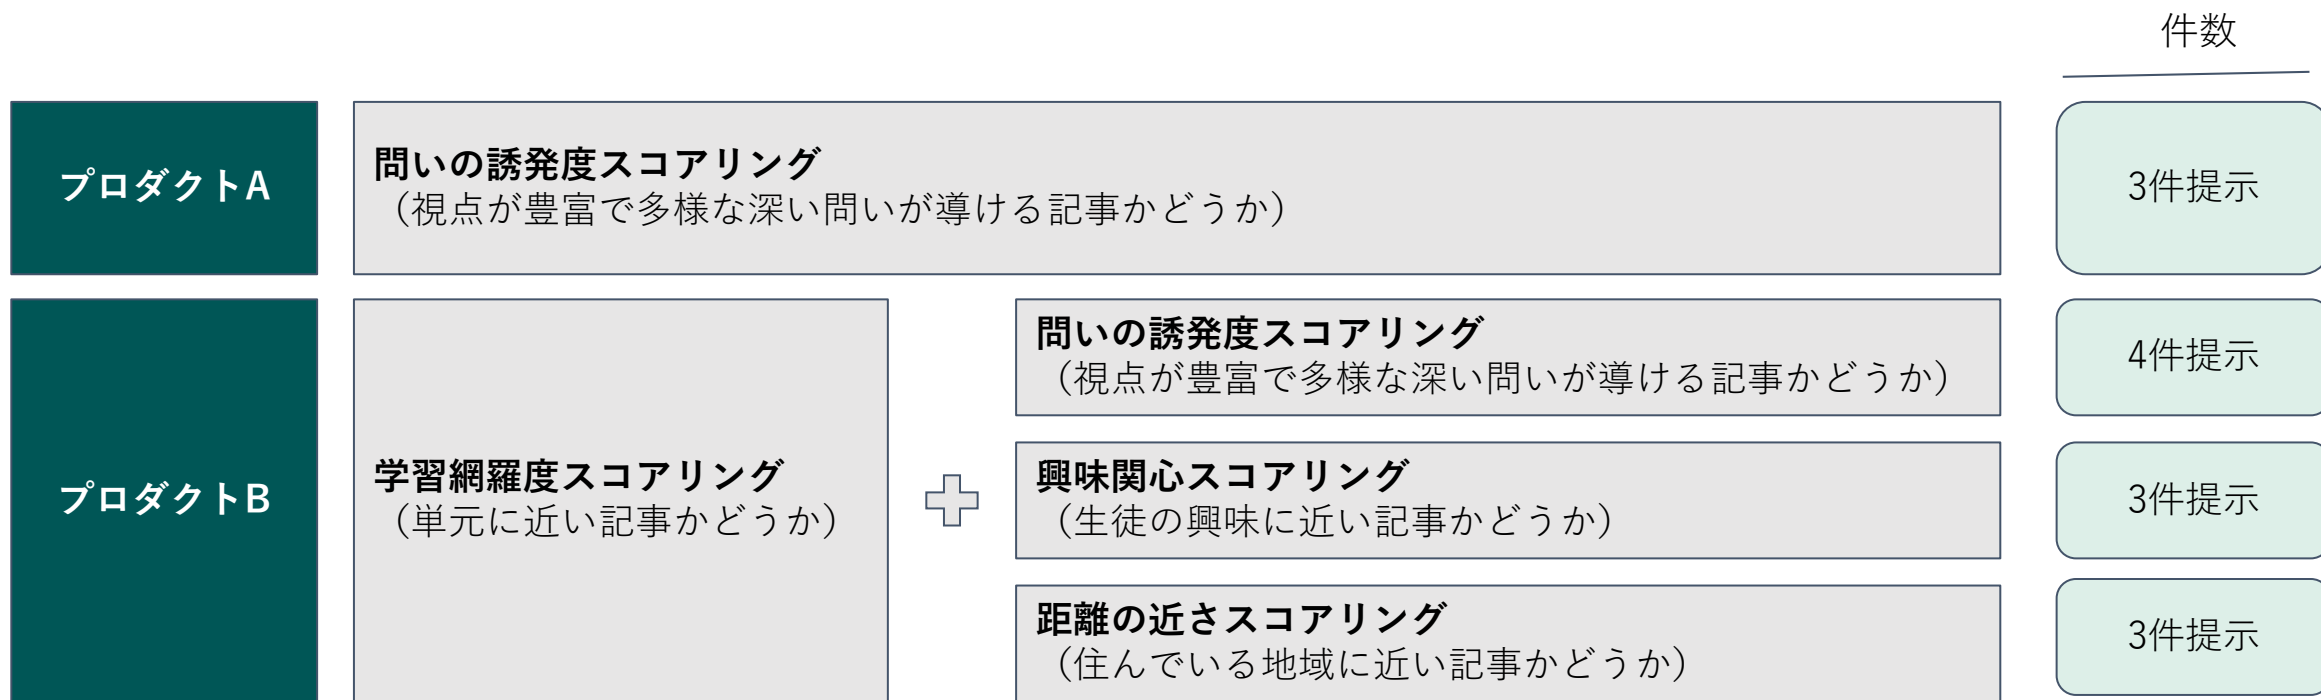 件数
プロダクトA
問いの誘発度スコアリング
（視点が豊富で多様な深い問いが導ける記事かどうか）
3件提示
プロダクトB
学習網羅度スコアリング
（単元に近い記事かどうか）
問いの誘発度スコアリング
（視点が豊富で多様な深い問いが導ける記事かどうか）
4件提示
興味関心スコアリング
（生徒の興味に近い記事かどうか）
3件提示
距離の近さスコアリング
（住んでいる地域に近い記事かどうか）
3件提示